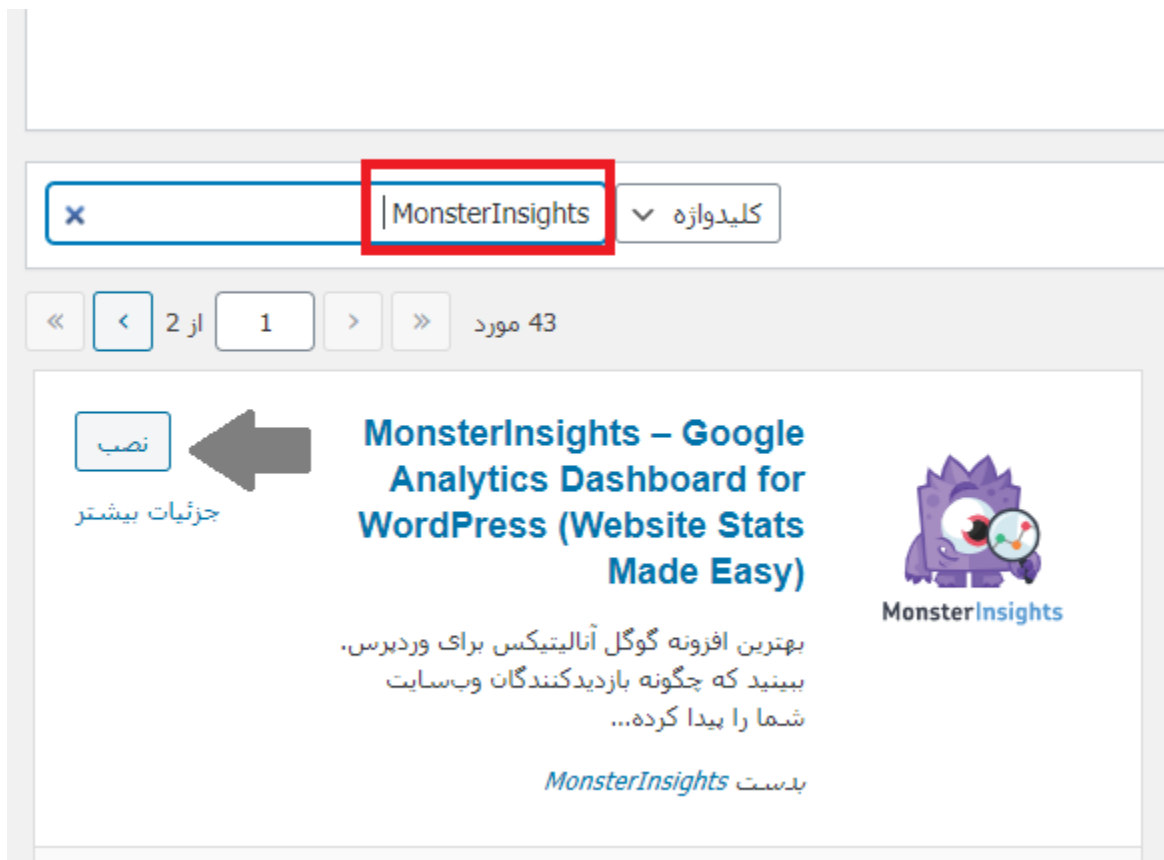 کلیدواژه
MonsterInsights
43 مورد
« ‹ 1 از 2 › »
MonsterInsights – Google
Analytics Dashboard for
WordPress (Website Stats
Made Easy)
نصب
جزئیات بیشتر
MonsterInsights
بهترین افزونه گوگل آنالیتیکس برای وردپرس.
ببینید که چگونه بازدیدکنندگان وب‌سایت
شما را پیدا کرده...
بدست MonsterInsights